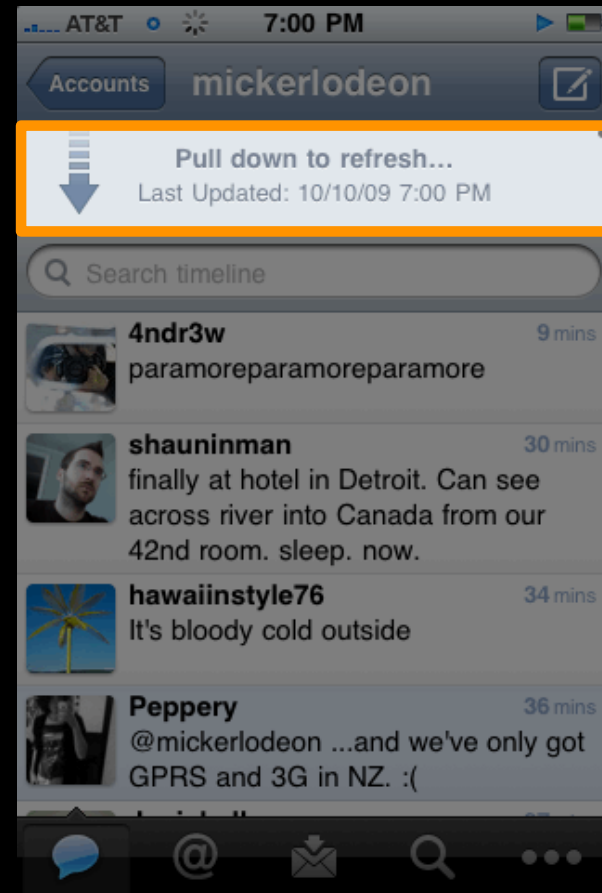 AT&T 7:00 PM
Accounts mickerlodeon
Pull down to refresh...
Last Updated: 10/10/09 7:00 PM
Search timeline
4ndr3w 9 mins
paramoreparamoreparamore
shauninman 30 mins
finally at hotel in Detroit. Can see
across river into Canada from our
42nd room. sleep. now.
hawaiinstyle76 34 mins
It's bloody cold outside
Peppery 36 mins
@mickerlodeon ...and we've only got
GPRS and 3G in NZ. :(
@